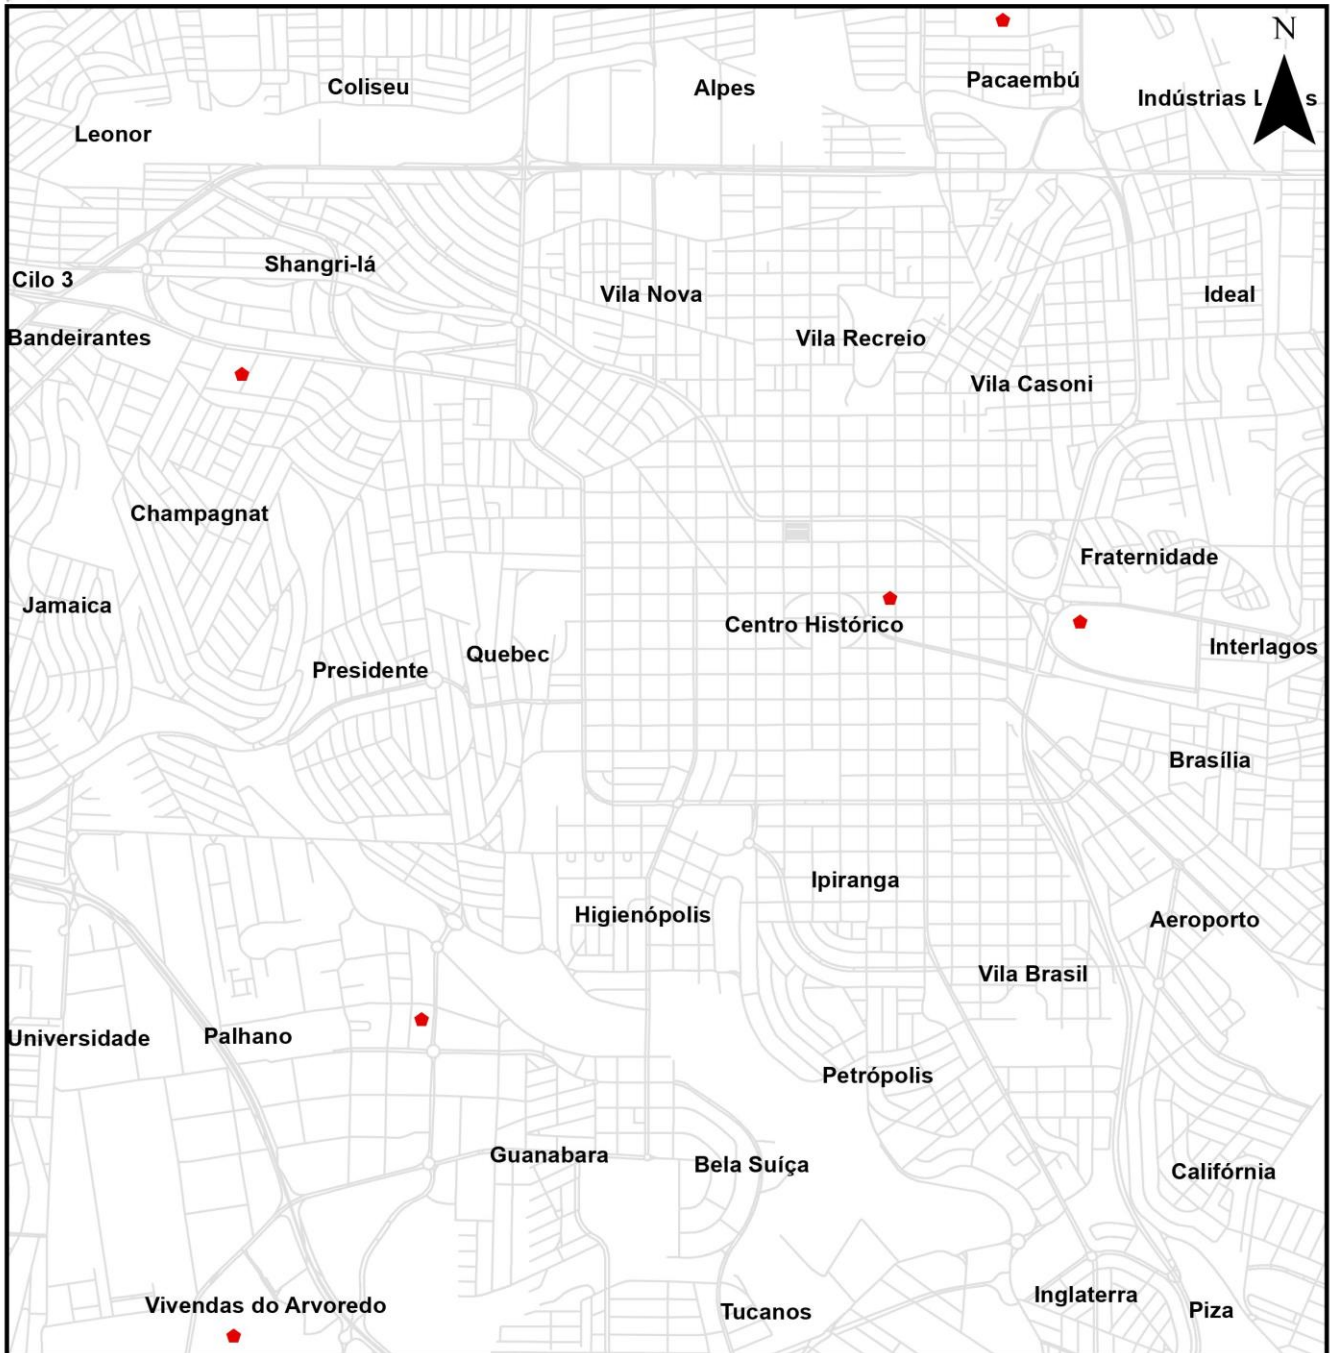 N
Pacaembú
Coliseu
Alpes
Indústrias L s
Leonor
Shangri-lá
Cilo 3
Vila Nova
Ideal
Bandeirantes
Vila Recreio
Vila Casoni
Champagnat
Fraternidade
Jamaica
Centro Histórico
Interlagos
Quebec
Presidente
Brasília
Ipiranga
Higienópolis
Aeroporto
Vila Brasil
Universidade
Palhano
Petrópolis
Guanabara
Bela Suíça
Califórnia
Inglaterra
Vivendas do Arvoredo
Tucanos
Piza